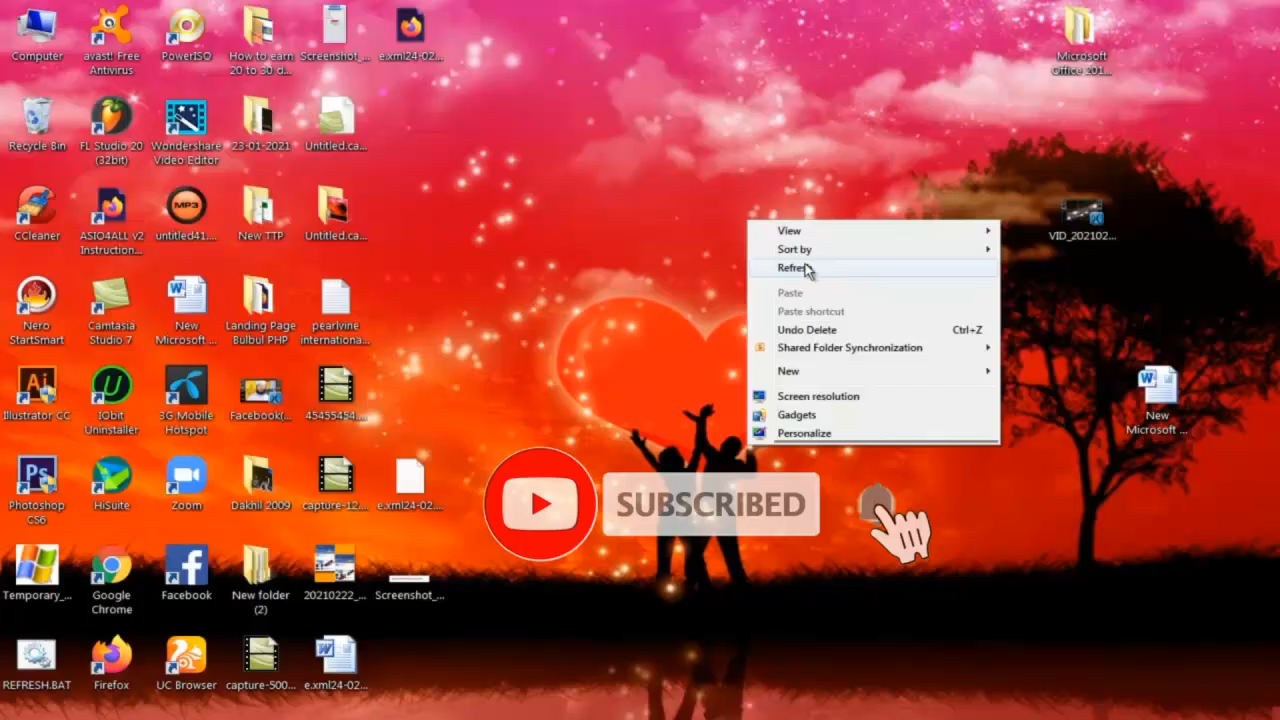 Computer
avast! Free
Antivirus
PowerISO
How to earn
20 to 30 d...
Screenshot_...
e.xml24-02...
Microsoft
Office 201...
Recycle Bin
FL Studio 20
(32bit)
Wondershare
Video Editor
23-01-2021
Untitled.ca...
CCleaner
ASIO4ALL v2
Instruction...
MP3
untitled41....
New TTP
Untitled.ca...
VID_202102...
View
Sort by
Refresh
Paste
Paste shortcut
Undo Delete Ctrl+Z
Shared Folder Synchronization
New
Screen resolution
Gadgets
Personalize
Nero
StartSmart
Camtasia
Studio 7
New
Microsoft ...
Landing Page
Bulbul PHP
pearlvine
internationa...
Ai
Illustrator CC
IObit
Uninstaller
3G Mobile
Hotspot
Facebook(...
45455454....
New
Microsoft ...
Ps
Photoshop
CS6
HiSuite
Zoom
Dakhil 2009
capture-12...
e.xml24-02....
SUBSCRIBED
Temporary_...
Google
Chrome
Facebook
New folder
(2)
20210222_...
Screenshot_...
REFRESH.BAT
Firefox
UC Browser
capture-500...
e.xml24-02...